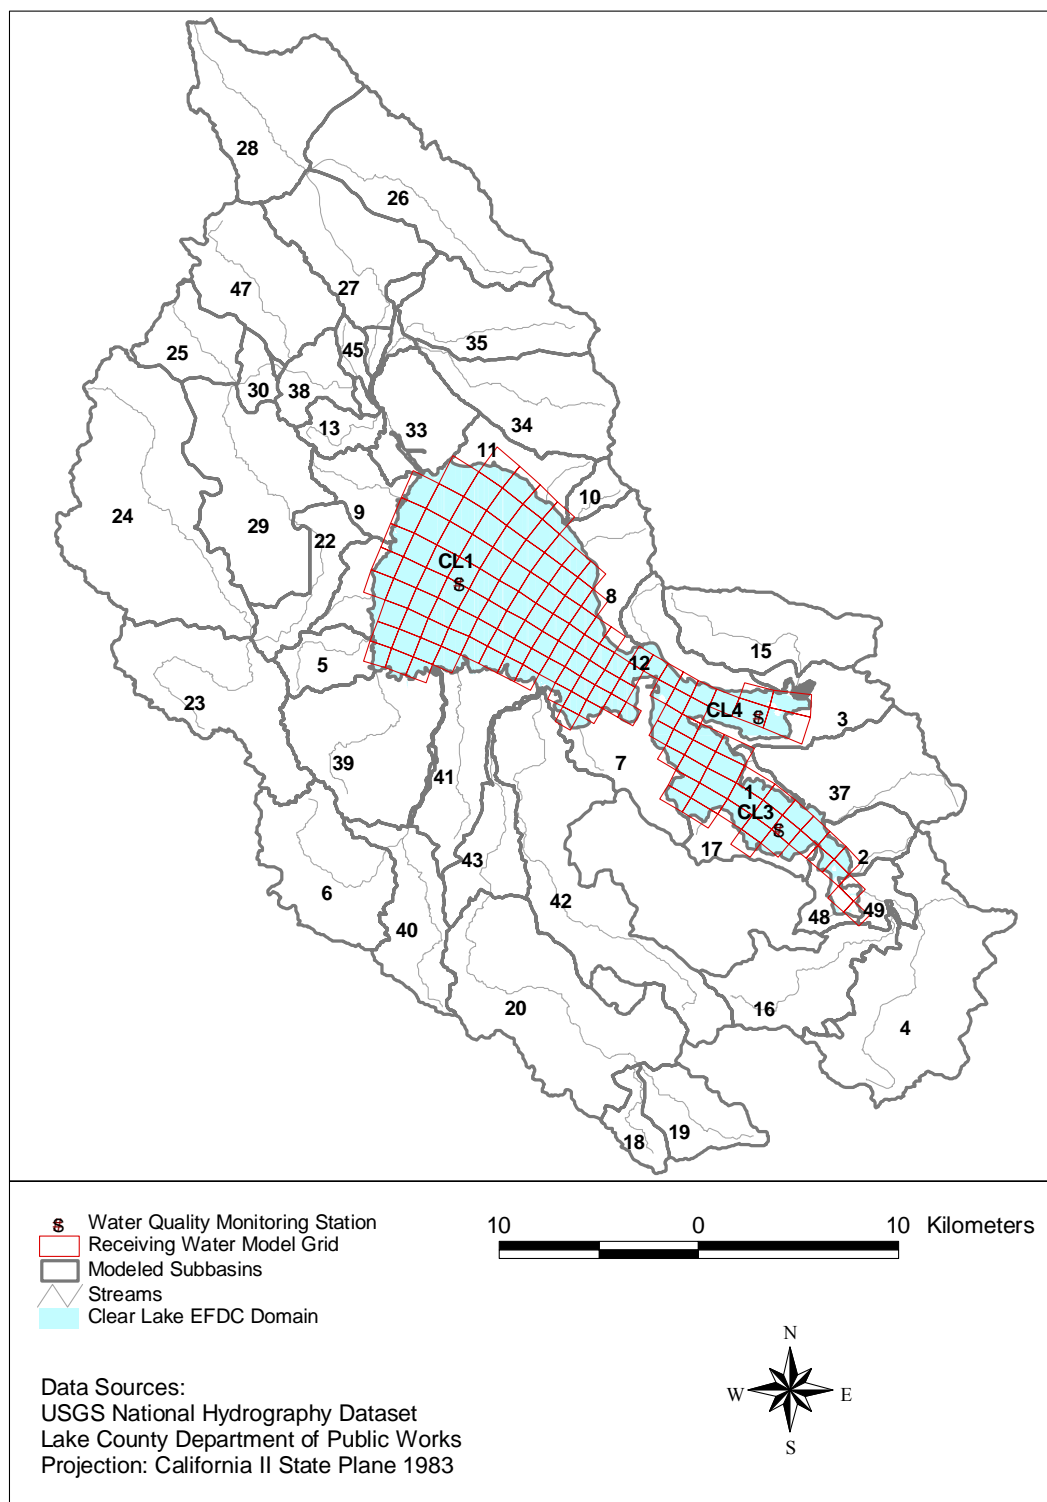 28
26
47
27
25
45
35
30
38
13
33
34
11
10
24
29
9
22
CL1
8
5
12
15
23
CL4
3
39
41
7
1
37
CL3
17
2
43
6
42
48
49
40
20
16
4
18
19
Water Quality Monitoring Station
Receiving Water Model Grid
Modeled Subbasins
Streams
Clear Lake EFDC Domain
10 0 10 Kilometers
N
W E
S
Data Sources:
USGS National Hydrography Dataset
Lake County Department of Public Works
Projection: California II State Plane 1983